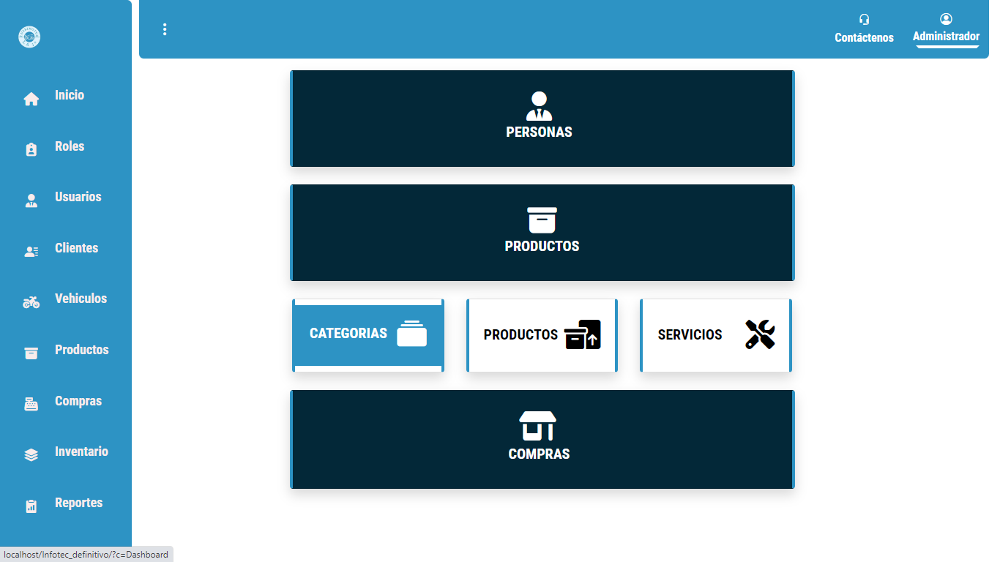 Contáctenos
Administrador
Inicio
Roles
Usuarios
Clientes
Vehiculos
Productos
Compras
Inventario
Reportes
PERSONAS
PRODUCTOS
CATEGORIAS
PRODUCTOS
SERVICIOS
COMPRAS
localhost/Infotec_definitivo/?c=Dashboard